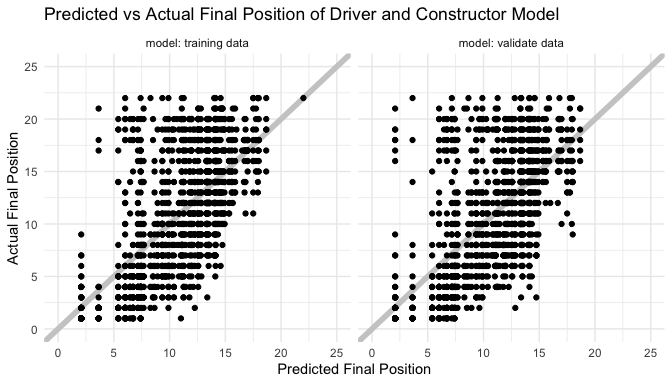 Predicted vs Actual Final Position of Driver and Constructor Model
model: training data
model: validate data
25
20
15
10
5
0
Actual Final Position
0 5 10 15 20 25
0 5 10 15 20 25
Predicted Final Position